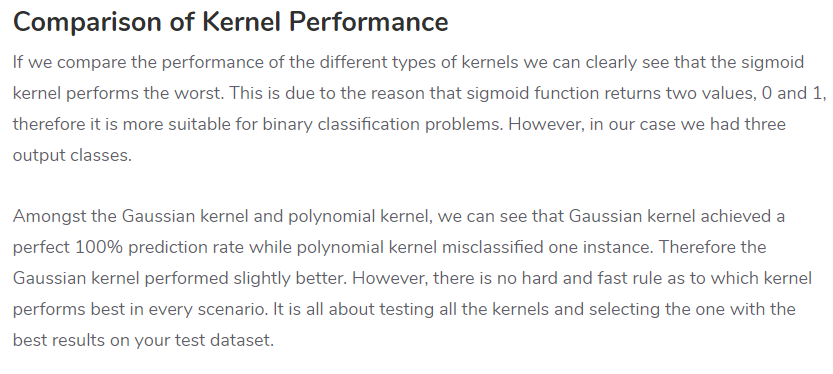 Comparison of Kernel Performance
If we compare the performance of the different types of kernels we can clearly see that the sigmoid
kernel performs the worst. This is due to the reason that sigmoid function returns two values, 0 and 1,
therefore it is more suitable for binary classification problems. However, in our case we had three
output classes.
Amongst the Gaussian kernel and polynomial kernel, we can see that Gaussian kernel achieved a
perfect 100% prediction rate while polynomial kernel misclassified one instance. Therefore the
Gaussian kernel performed slightly better. However, there is no hard and fast rule as to which kernel
performs best in every scenario. It is all about testing all the kernels and selecting the one with the
best results on your test dataset.